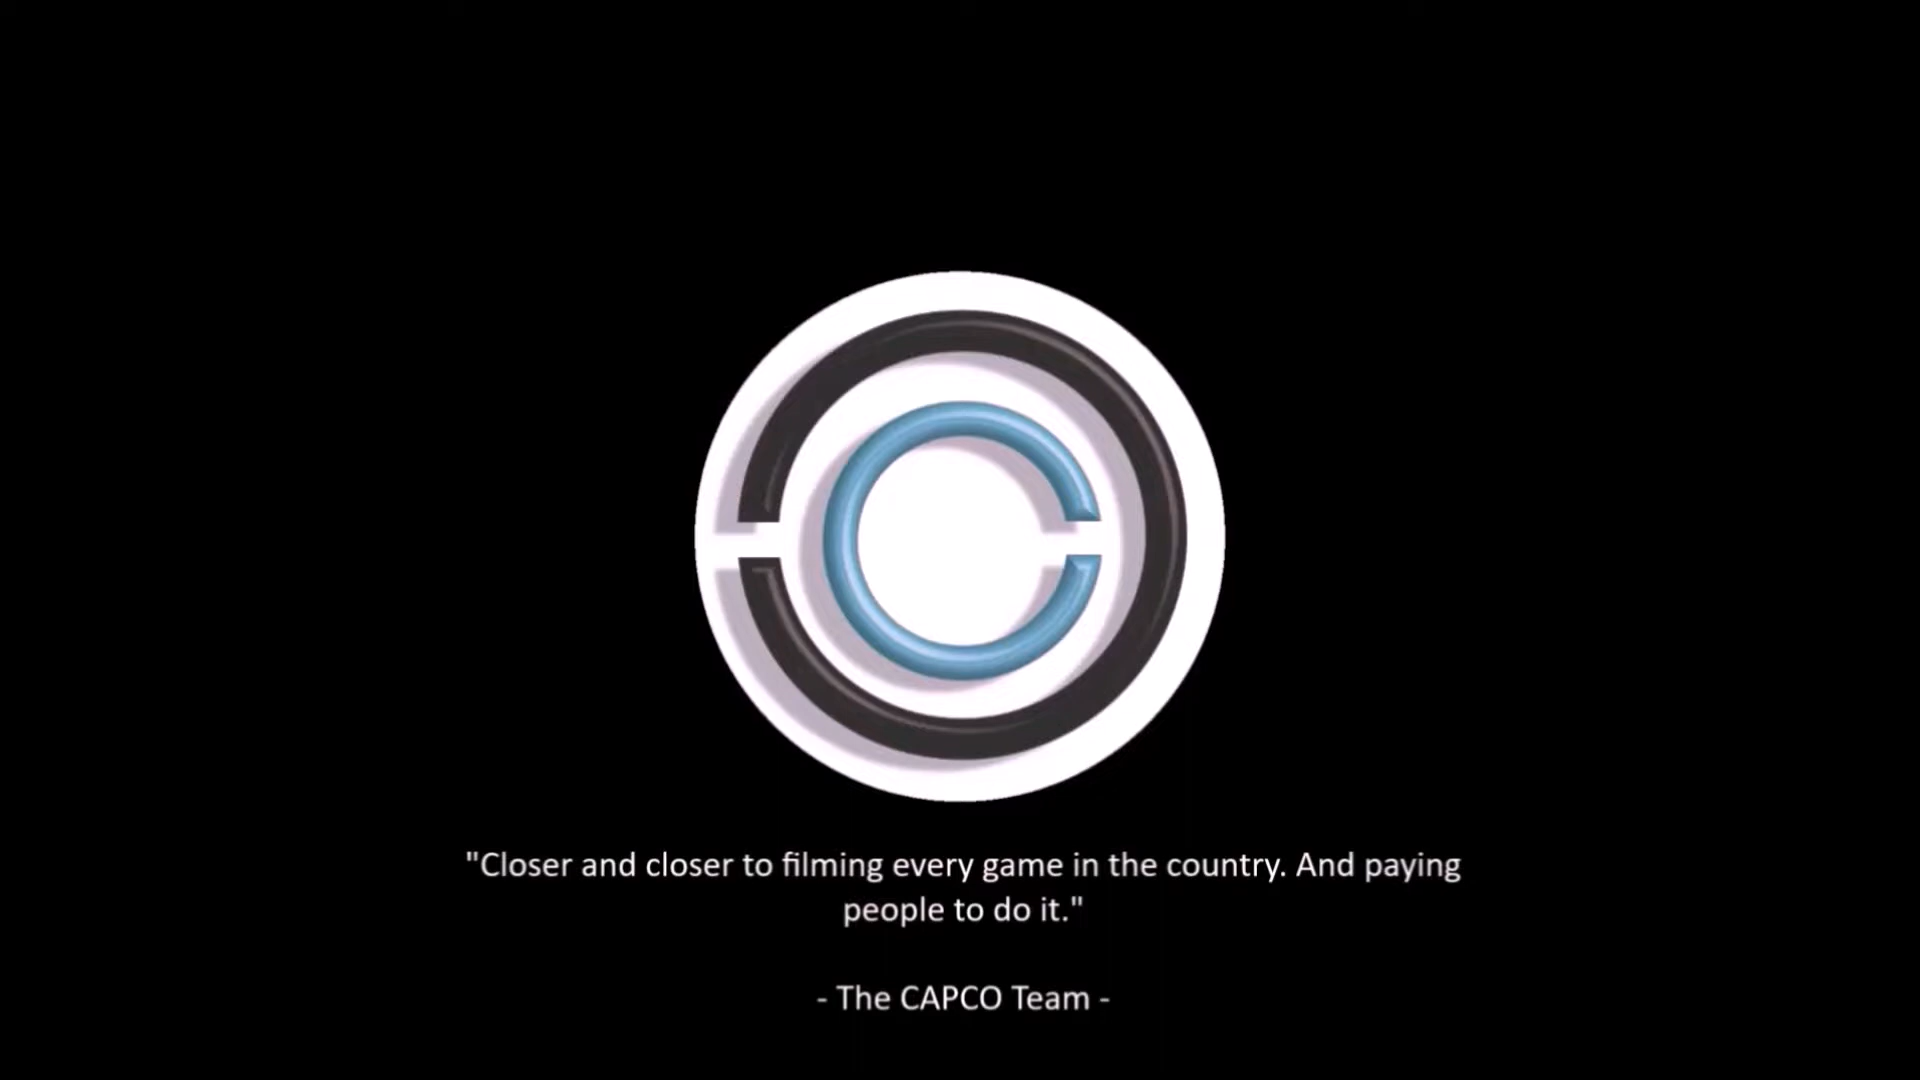 "Closer and closer to filming every game in the country. And paying
people to do it."
- The CAPCO Team -